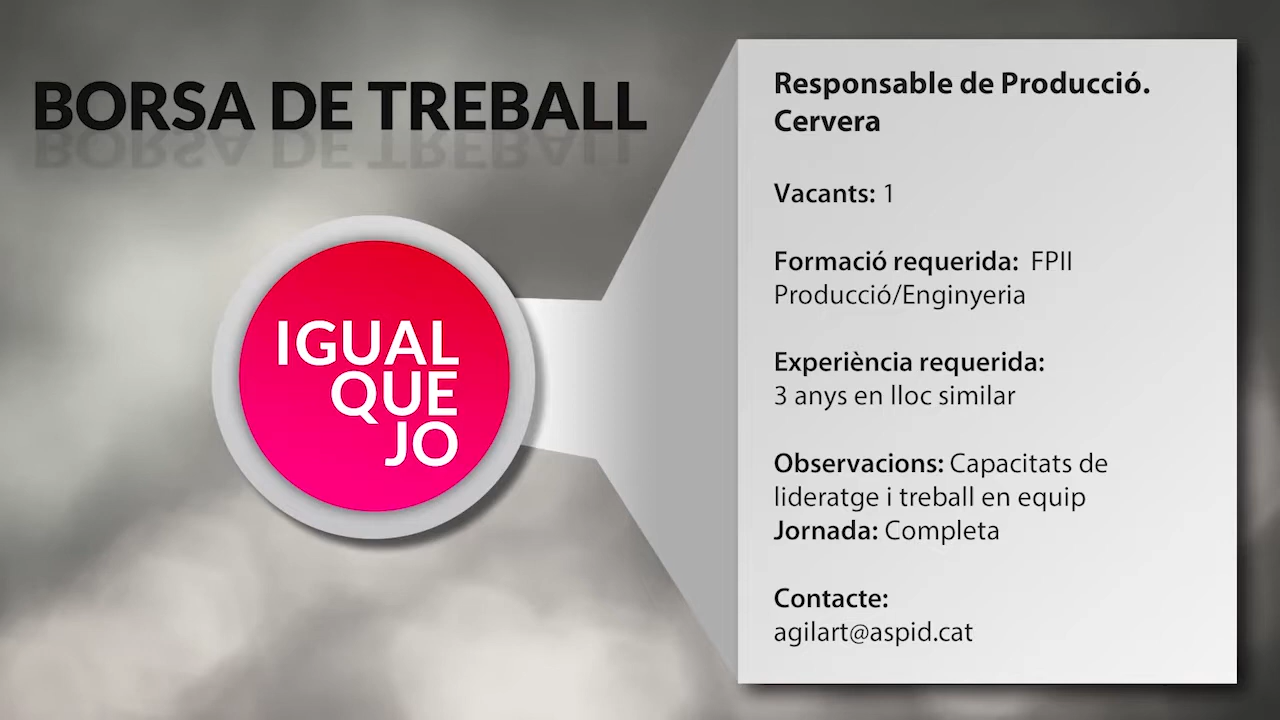 BORSA DE TREBALL
IGUAL
QUE
JO
Responsable de Producció.
Cervera
Vacants: 1
Formació requerida: FPII
Producció/Enginyeria
Experiència requerida:
3 anys en lloc similar
Observacions: Capacitats de
lideratge i treball en equip
Jornada: Completa
Contacte:
agilart@aspid.cat